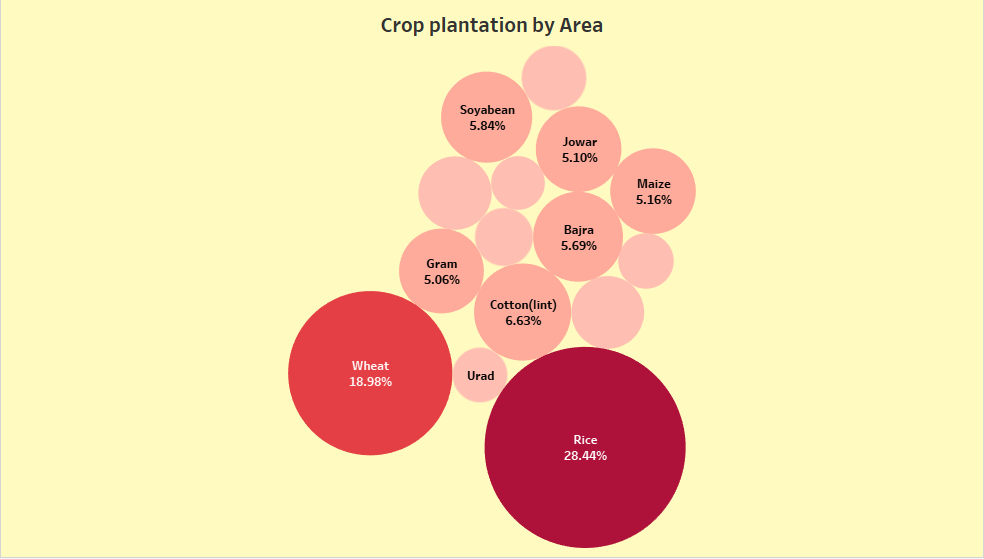 Crop plantation by Area
Soyabean
5.84%
Jowar
5.10%
Maize
5.16%
Bajra
5.69%
Gram
5.06%
Cotton(lint)
6.63%
Wheat
18.98%
Urad
Rice
28.44%